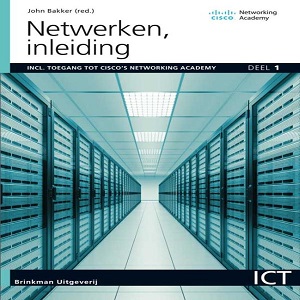 John Bakker (red.)
Networking
CISCO Academy
Netwerken,
inleiding
INCL. TOEGANG TOT CISCO'S NETWORKING ACADEMY
DEEL 1
Brinkman Uitgeverij
ICT